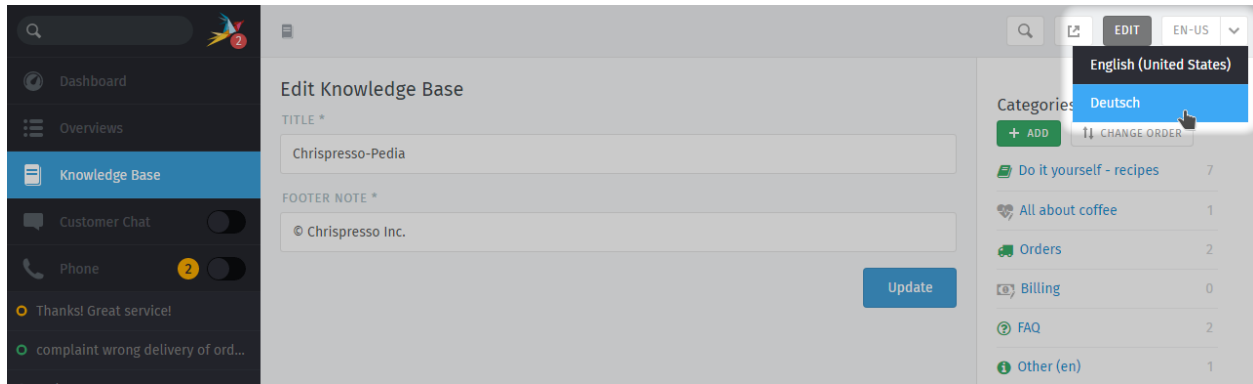 2
EDIT
EN-US
English (United States)
Deutsch
Dashboard
Overviews
Knowledge Base
Customer Chat
Phone
2
Thanks! Great service!
complaint wrong delivery of ord...
Edit Knowledge Base
TITLE *
Chrispresso-Pedia
FOOTER NOTE *
© Chrispresso Inc.
Update
Categories
+ ADD
CHANGE ORDER
Do it yourself - recipes 7
All about coffee 1
Orders 2
Billing 0
FAQ 2
Other (en) 1